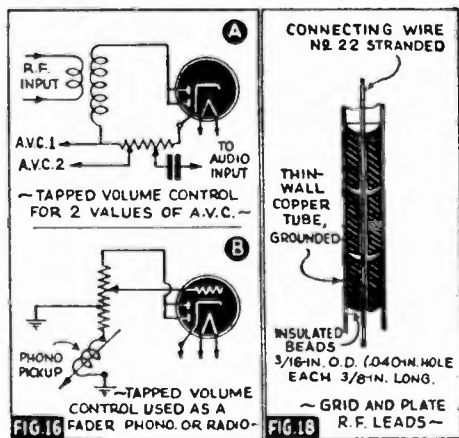 A
R.F.
INPUT
A.V.C. 1
A.V.C. 2
TO
AUDIO
INPUT
~TAPPED VOLUME CONTROL
FOR 2 VALUES OF A.V.C.~
B
PHONO
PICKUP
~TAPPED VOLUME
CONTROL USED AS A
FADER PHONO. OR RADIO-
FIG.16
CONNECTING WIRE
Nº 22 STRANDED
THIN-
WALL
COPPER
TUBE,
GROUNDED
INSULATED
BEADS
3/16-IN. O.D. (.040-IN. HOLE
EACH 3/8-IN. LONG.
~GRID AND PLATE
R.F. LEADS~
FIG.18